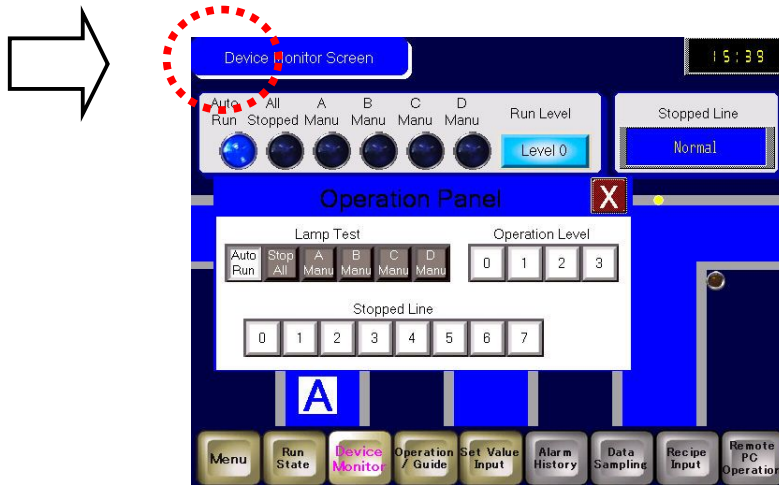 Device Monitor Screen
15:39
Auto
Run
All
Stopped
A
Manu
B
Manu
C
Manu
D
Manu
Run Level
Level 0
Stopped Line
Normal
Operation Panel
X
Lamp Test
Auto
Run
Stop
All
A
Manu
B
Manu
C
Manu
D
Manu
Operation Level
0 1 2 3
Stopped Line
0 1 2 3 4 5 6 7
A
Menu
Run
State
Device
Monitor
Operation
/ Guide
Set Value
Input
Alarm
History
Data
Sampling
Recipe
Input
Remote
PC
Operation